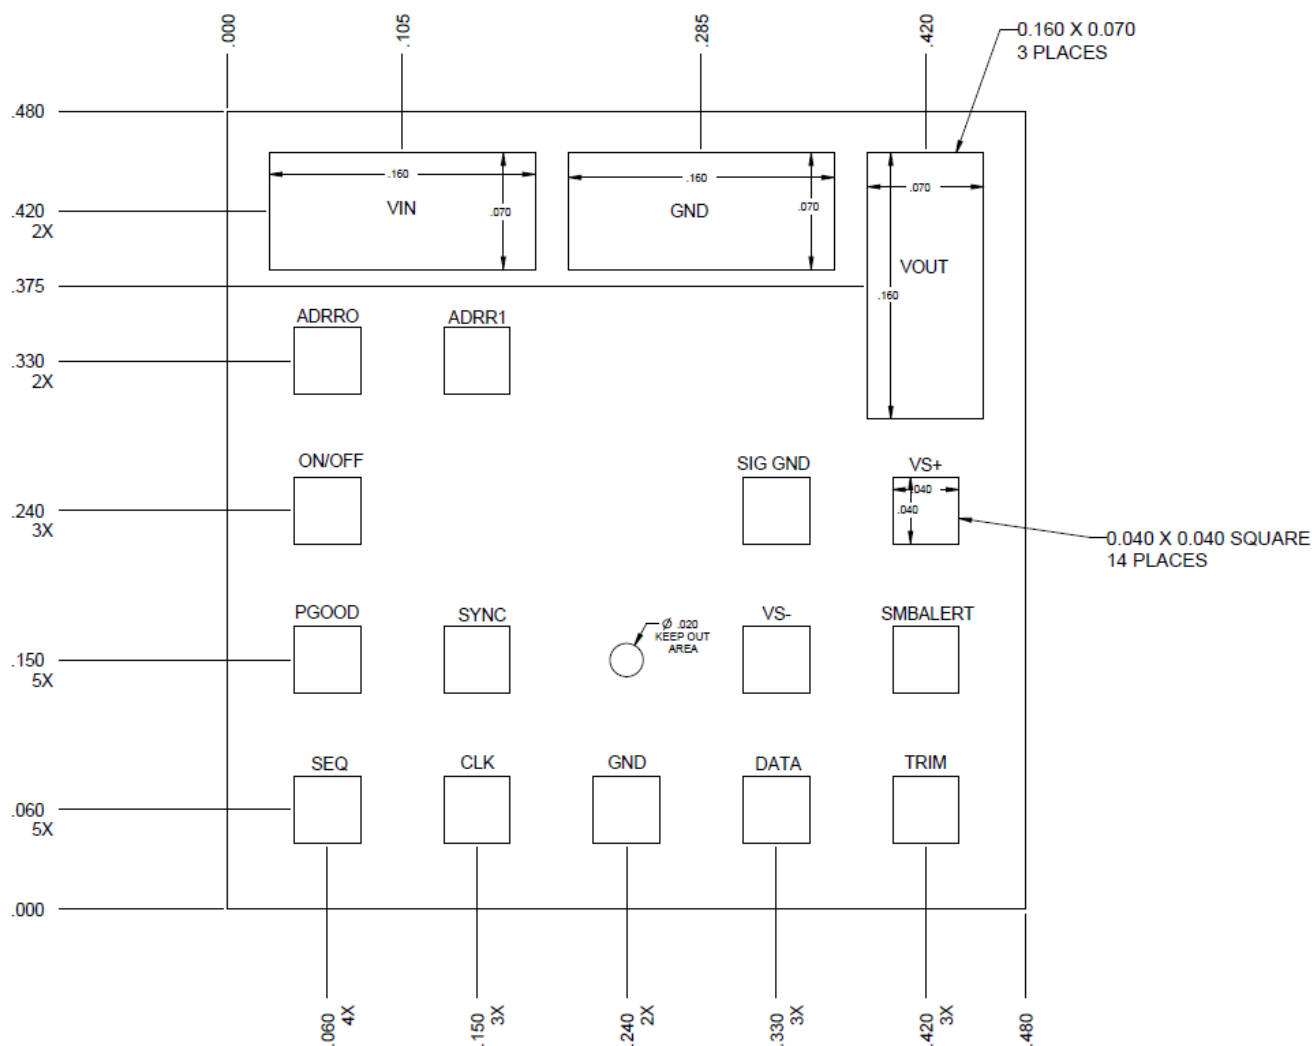 .000
.105
.285
.420
0.160 X 0.070
3 PLACES
.480
.160
.070
VIN
.160
.070
GND
.070
.160
VOUT
.420
2X
.375
ADRRO
ADRR1
.330
2X
ON/OFF
SIG GND
VS+
.040
.040
.240
3X
0.040 X 0.040 SQUARE
14 PLACES
PGOOD
SYNC
Ø .020
KEEP OUT
AREA
VS-
SMBALERT
.150
5X
SEQ
CLK
GND
DATA
TRIM
.060
5X
.000
.060
4X
.150
3X
.240
2X
.330
3X
.420
3X
.480